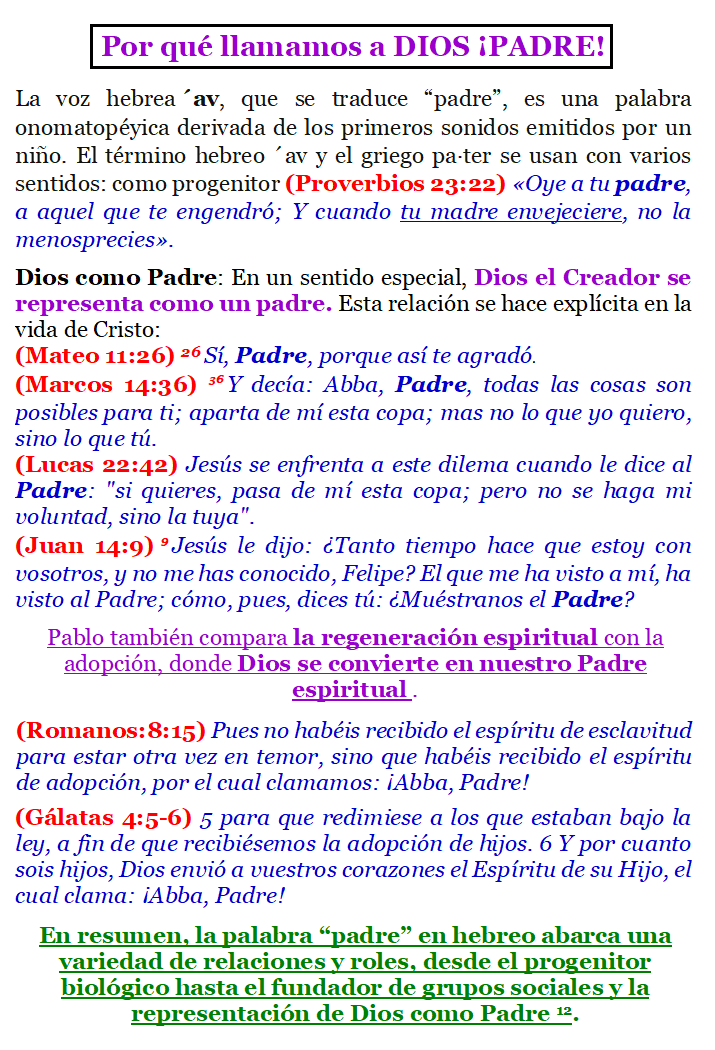 Por qué llamamos a DIOS ¡PADRE!
La voz hebrea ´av, que se traduce “padre”, es una palabra
onomatopéyica derivada de los primeros sonidos emitidos por un
niño. El término hebreo ´av y el griego pa·ter se usan con varios
sentidos: como progenitor (Proverbios 23:22) «Oye a tu padre,
a aquel que te engendró; Y cuando tu madre envejeciere, no la
menosprecies».
Dios como Padre: En un sentido especial, Dios el Creador se
representa como un padre. Esta relación se hace explícita en la
vida de Cristo:
(Mateo 11:26) ²⁶ Sí, Padre, porque así te agradó.
(Marcos 14:36) ³⁶ Y decía: Abba, Padre, todas las cosas son
posibles para ti; aparta de mí esta copa; mas no lo que yo quiero,
sino lo que tú.
(Lucas 22:42) Jesús se enfrenta a este dilema cuando le dice al
Padre: "si quieres, pasa de mí esta copa; pero no se haga mi
voluntad, sino la tuya".
(Juan 14:9) ⁹ Jesús le dijo: ¿Tanto tiempo hace que estoy con
vosotros, y no me has conocido, Felipe? El que me ha visto a mí, ha
visto al Padre; cómo, pues, dices tú: ¿Muéstranos el Padre?
Pablo también compara la regeneración espiritual con la
adopción, donde Dios se convierte en nuestro Padre
espiritual .
(Romanos:8:15) Pues no habéis recibido el espíritu de esclavitud
para estar otra vez en temor, sino que habéis recibido el espíritu
de adopción, por el cual clamamos: ¡Abba, Padre!
(Gálatas 4:5-6) 5 para que redimiese a los que estaban bajo la
ley, a fin de que recibiésemos la adopción de hijos. 6 Y por cuanto
sois hijos, Dios envió a vuestros corazones el Espíritu de su Hijo, el
cual clama: ¡Abba, Padre!
En resumen, la palabra “padre” en hebreo abarca una
variedad de relaciones y roles, desde el progenitor
biológico hasta el fundador de grupos sociales y la
representación de Dios como Padre ¹².